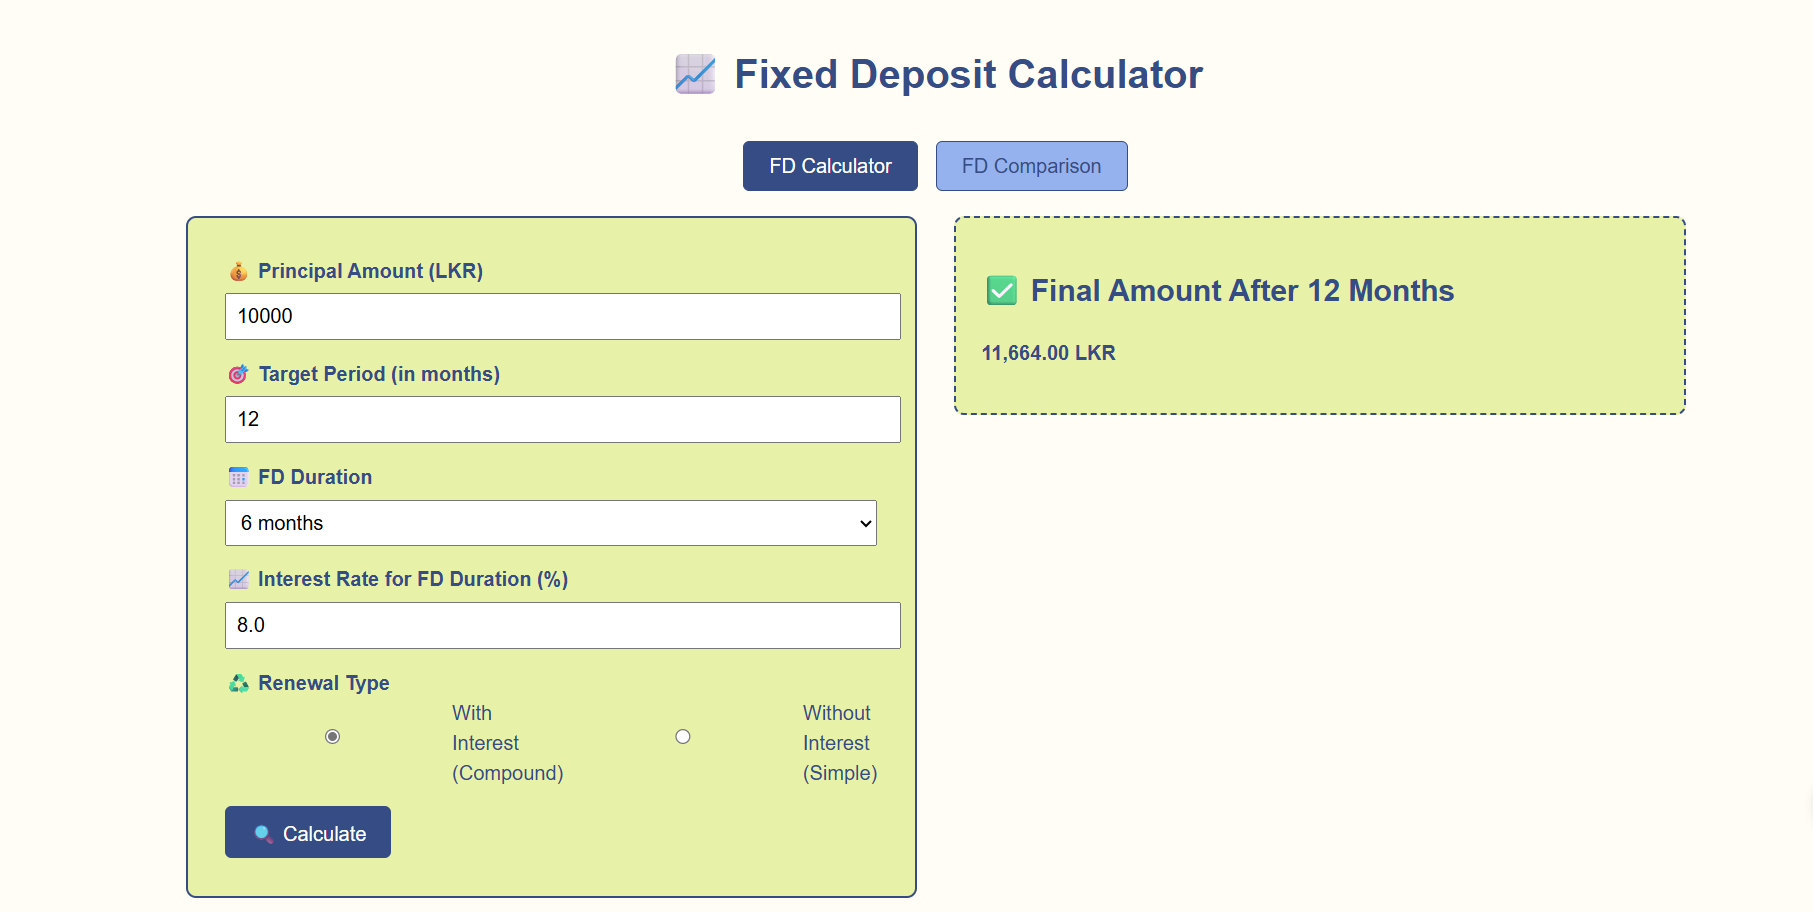 Fixed Deposit Calculator
FD Calculator
FD Comparison
Principal Amount (LKR)
10000
Target Period (in months)
12
FD Duration
6 months
Interest Rate for FD Duration (%)
8.0
Renewal Type
With
Interest
(Compound)
Without
Interest
(Simple)
Calculate
Final Amount After 12 Months
11,664.00 LKR